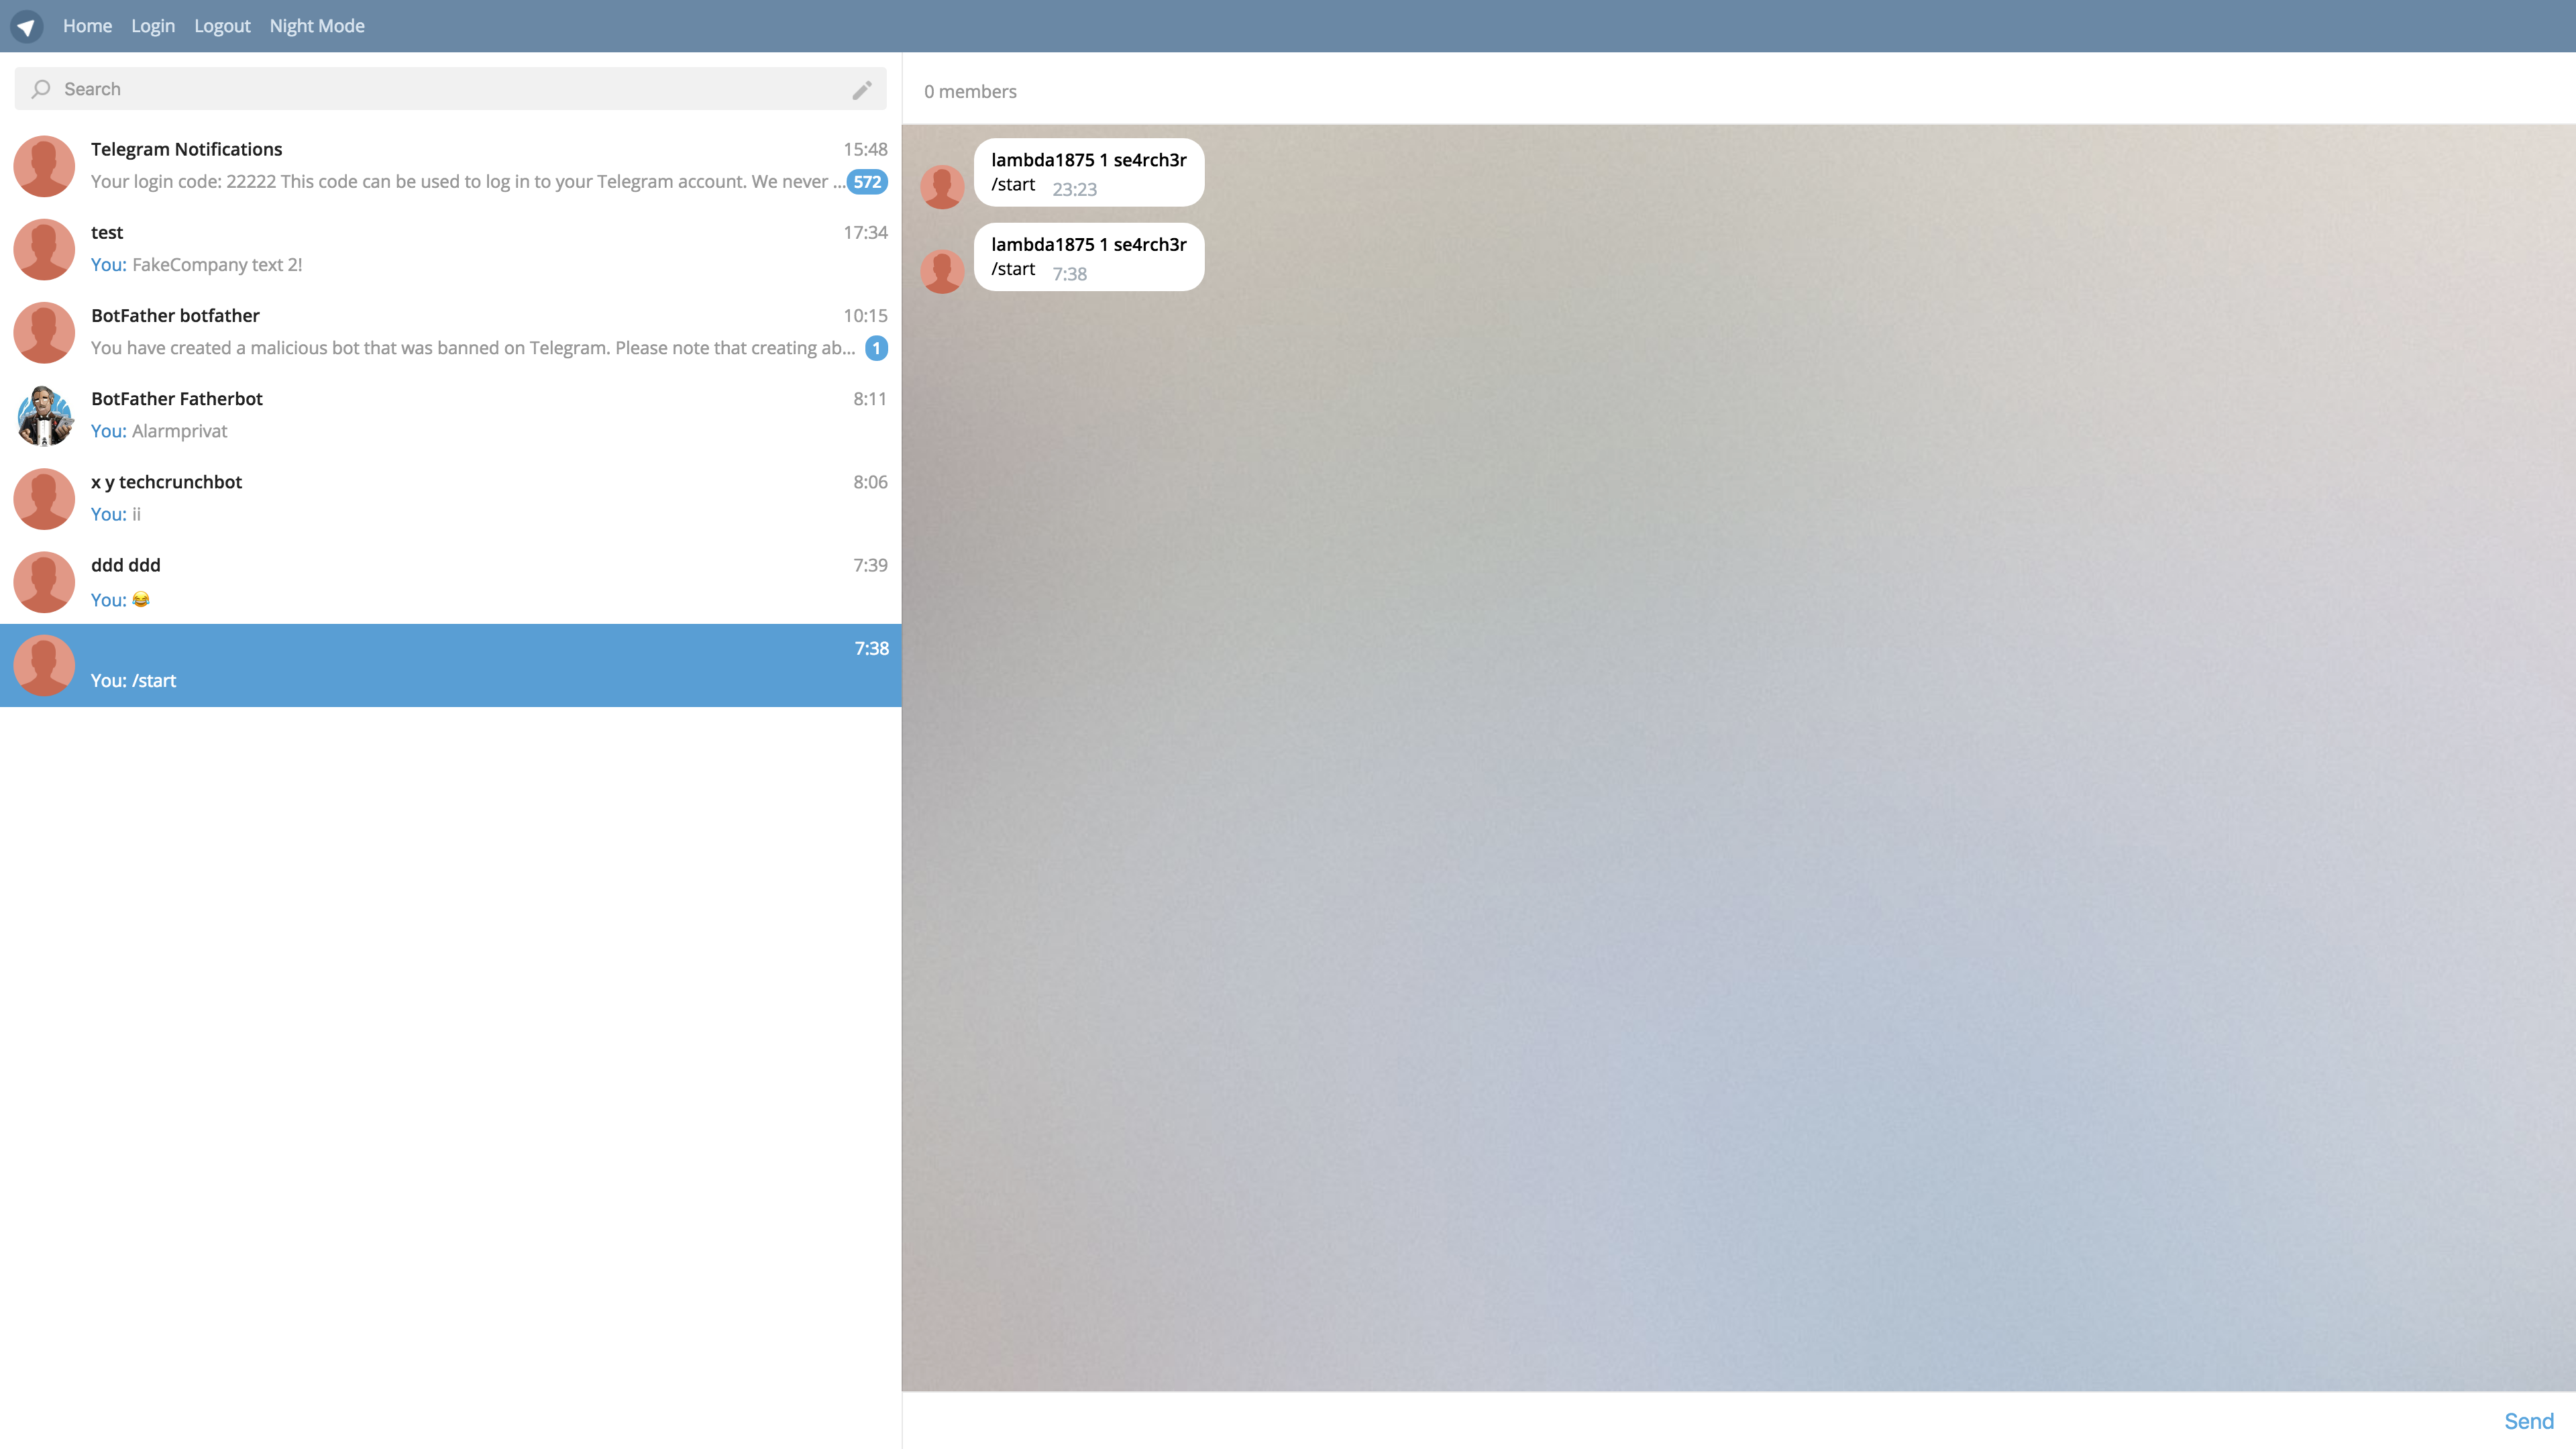 Home Login Logout Night Mode
Search
Telegram Notifications 15:48
Your login code: 22222 This code can be used to log in to your Telegram account. We never ... 572
test 17:34
You: FakeCompany text 2!
BotFather botfather 10:15
You have created a malicious bot that was banned on Telegram. Please note that creating ab... 1
BotFather Fatherbot 8:11
You: Alarmprivat
x y techcrunchbot 8:06
You: ii
ddd ddd 7:39
You: 😂
7:38
You: /start
0 members
lambda1875 1 se4rch3r
/start 23:23
lambda1875 1 se4rch3r
/start 7:38
Send